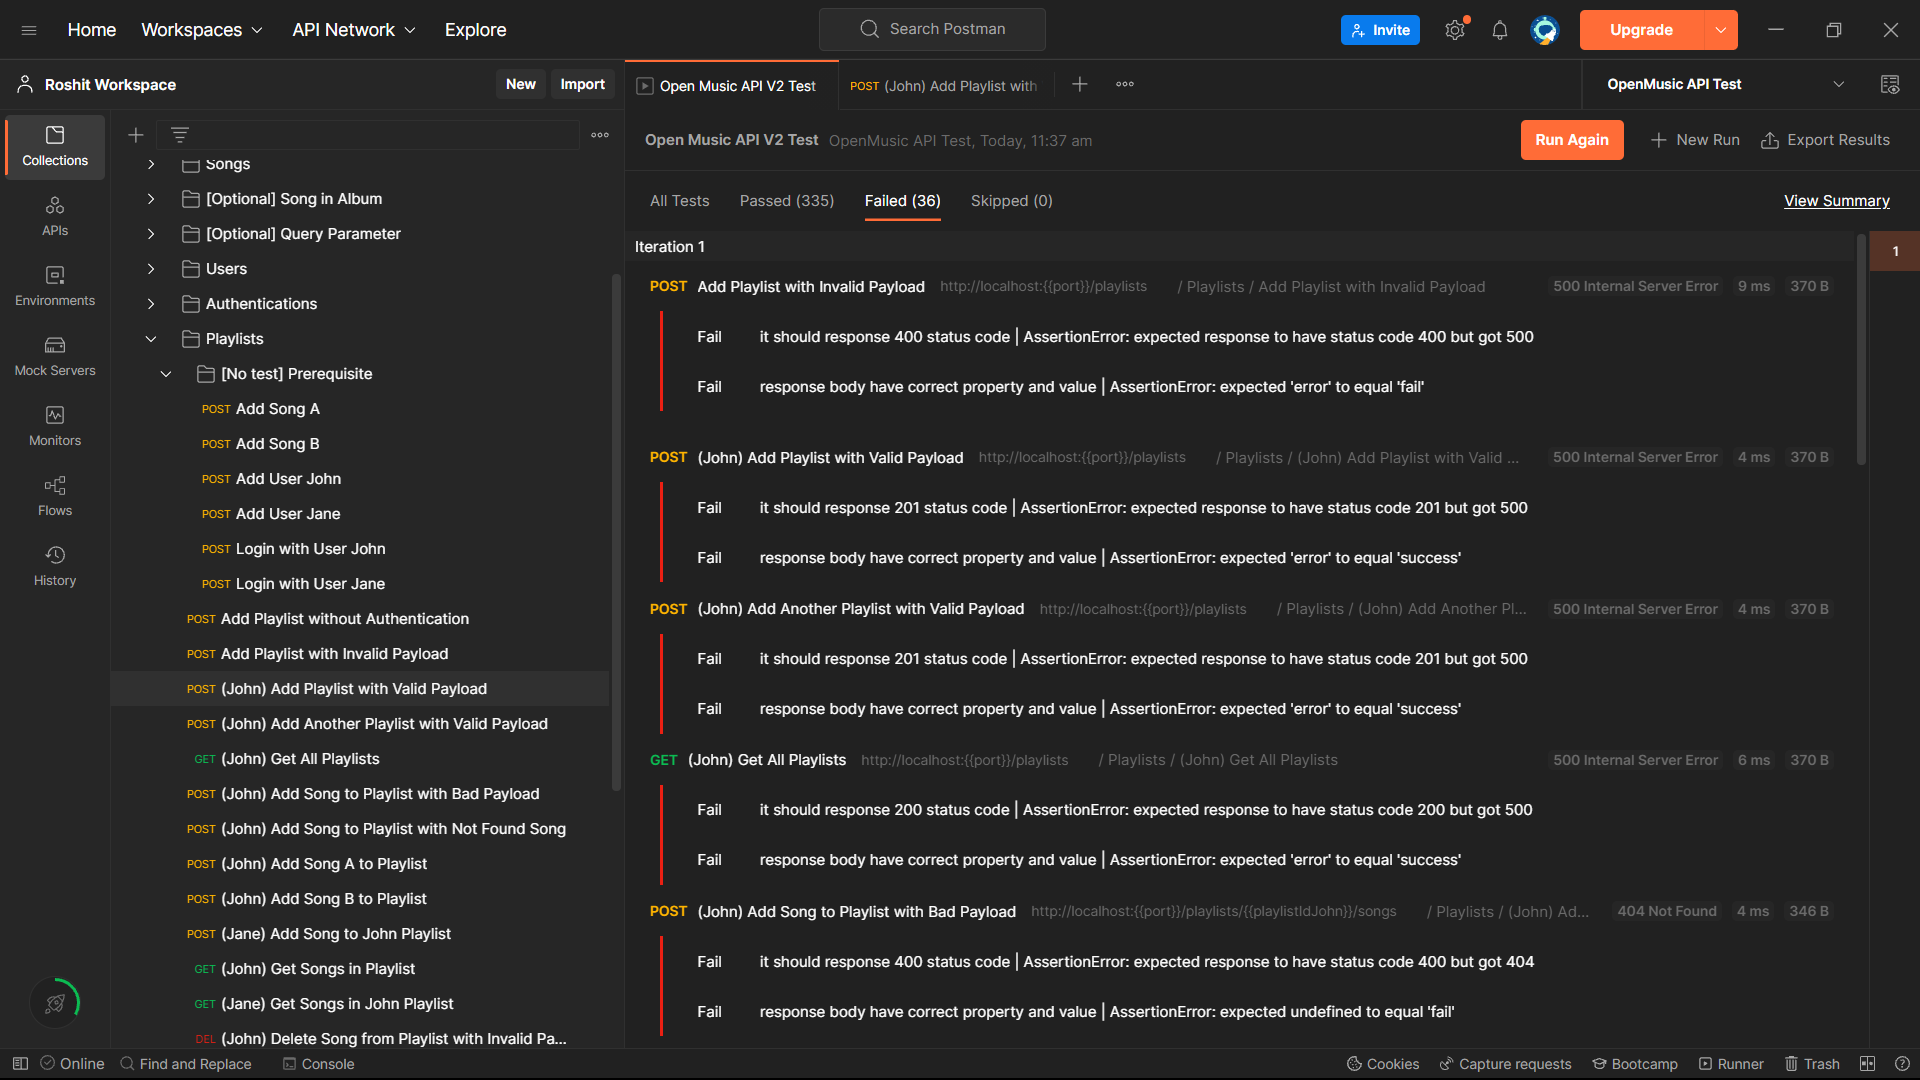 Home
Workspaces
API Network
Explore
Search Postman
Invite
Upgrade
Roshit Workspace
New
Import
Open Music API V2 Test
POST (John) Add Playlist with
OpenMusic API Test
Collections
APIs
Environments
Mock Servers
Monitors
Flows
History
Songs
[Optional] Song in Album
[Optional] Query Parameter
Users
Authentications
Playlists
[No test] Prerequisite
POST Add Song A
POST Add Song B
POST Add User John
POST Add User Jane
POST Login with User John
POST Login with User Jane
POST Add Playlist without Authentication
POST Add Playlist with Invalid Payload
POST (John) Add Playlist with Valid Payload
POST (John) Add Another Playlist with Valid Payload
GET (John) Get All Playlists
POST (John) Add Song to Playlist with Bad Payload
POST (John) Add Song to Playlist with Not Found Song
POST (John) Add Song A to Playlist
POST (John) Add Song B to Playlist
POST (Jane) Add Song to John Playlist
GET (John) Get Songs in Playlist
GET (Jane) Get Songs in John Playlist
DEL (John) Delete Song from Playlist with Invalid Pa...
Open Music API V2 Test OpenMusic API Test, Today, 11:37 am
Run Again
New Run
Export Results
All Tests
Passed (335)
Failed (36)
Skipped (0)
View Summary
Iteration 1
1
POST Add Playlist with Invalid Payload http://localhost:{{port}}/playlists / Playlists / Add Playlist with Invalid Payload 500 Internal Server Error 9 ms 370 B
Fail it should response 400 status code | AssertionError: expected response to have status code 400 but got 500
Fail response body have correct property and value | AssertionError: expected 'error' to equal 'fail'
POST (John) Add Playlist with Valid Payload http://localhost:{{port}}/playlists / Playlists / (John) Add Playlist with Valid ... 500 Internal Server Error 4 ms 370 B
Fail it should response 201 status code | AssertionError: expected response to have status code 201 but got 500
Fail response body have correct property and value | AssertionError: expected 'error' to equal 'success'
POST (John) Add Another Playlist with Valid Payload http://localhost:{{port}}/playlists / Playlists / (John) Add Another Pl... 500 Internal Server Error 4 ms 370 B
Fail it should response 201 status code | AssertionError: expected response to have status code 201 but got 500
Fail response body have correct property and value | AssertionError: expected 'error' to equal 'success'
GET (John) Get All Playlists http://localhost:{{port}}/playlists / Playlists / (John) Get All Playlists 500 Internal Server Error 6 ms 370 B
Fail it should response 200 status code | AssertionError: expected response to have status code 200 but got 500
Fail response body have correct property and value | AssertionError: expected 'error' to equal 'success'
POST (John) Add Song to Playlist with Bad Payload http://localhost:{{port}}/playlists/{{playlistIdJohn}}/songs / Playlists / (John) Ad... 404 Not Found 4 ms 346 B
Fail it should response 400 status code | AssertionError: expected response to have status code 400 but got 404
Fail response body have correct property and value | AssertionError: expected undefined to equal 'fail'
Online
Find and Replace
Console
Cookies
Capture requests
Bootcamp
Runner
Trash